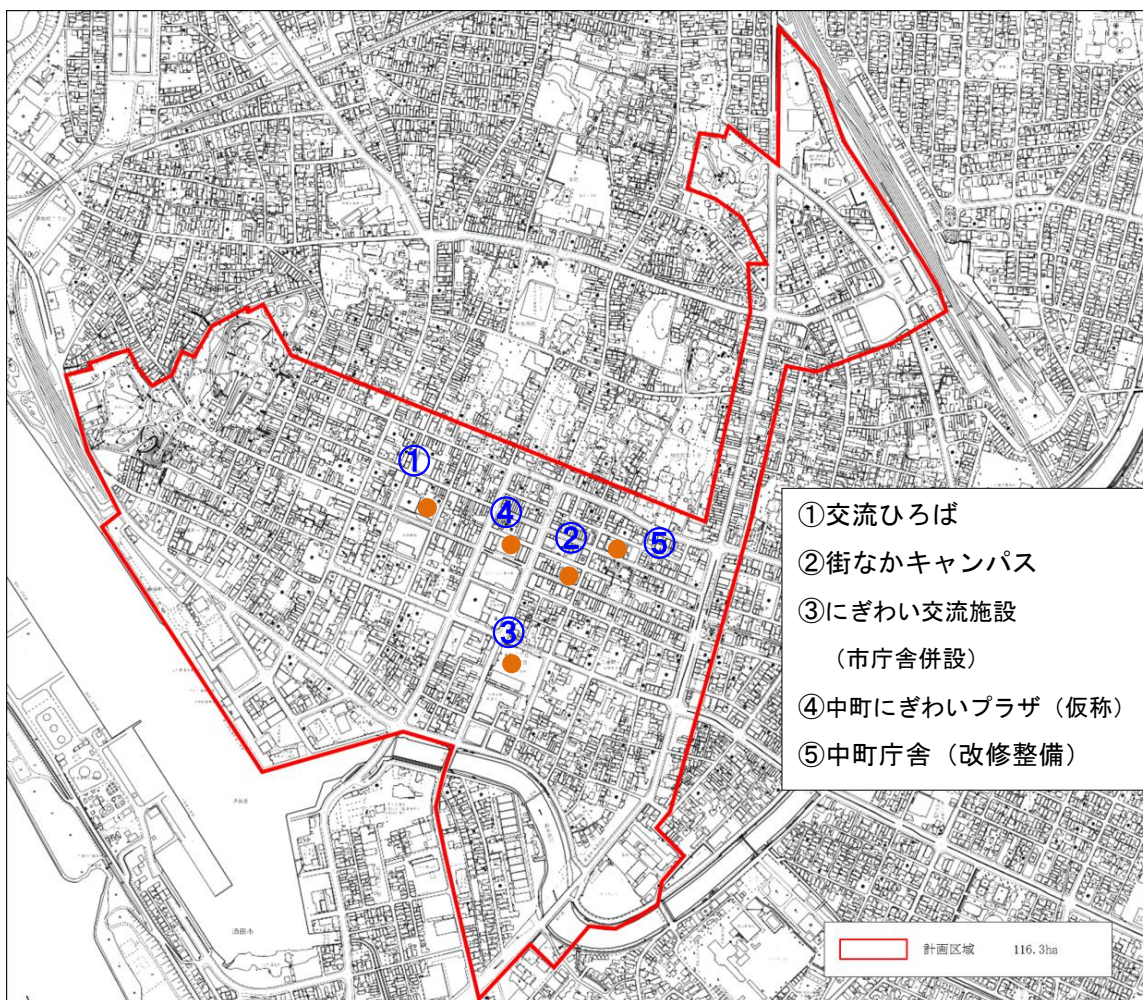 ①
④
②
⑤
③
①交流ひろば
②街なかキャンパス
③にぎわい交流施設
（市庁舎併設）
④中町にぎわいプラザ（仮称）
⑤中町庁舎（改修整備）
酒田市
計画区域 116.3ha